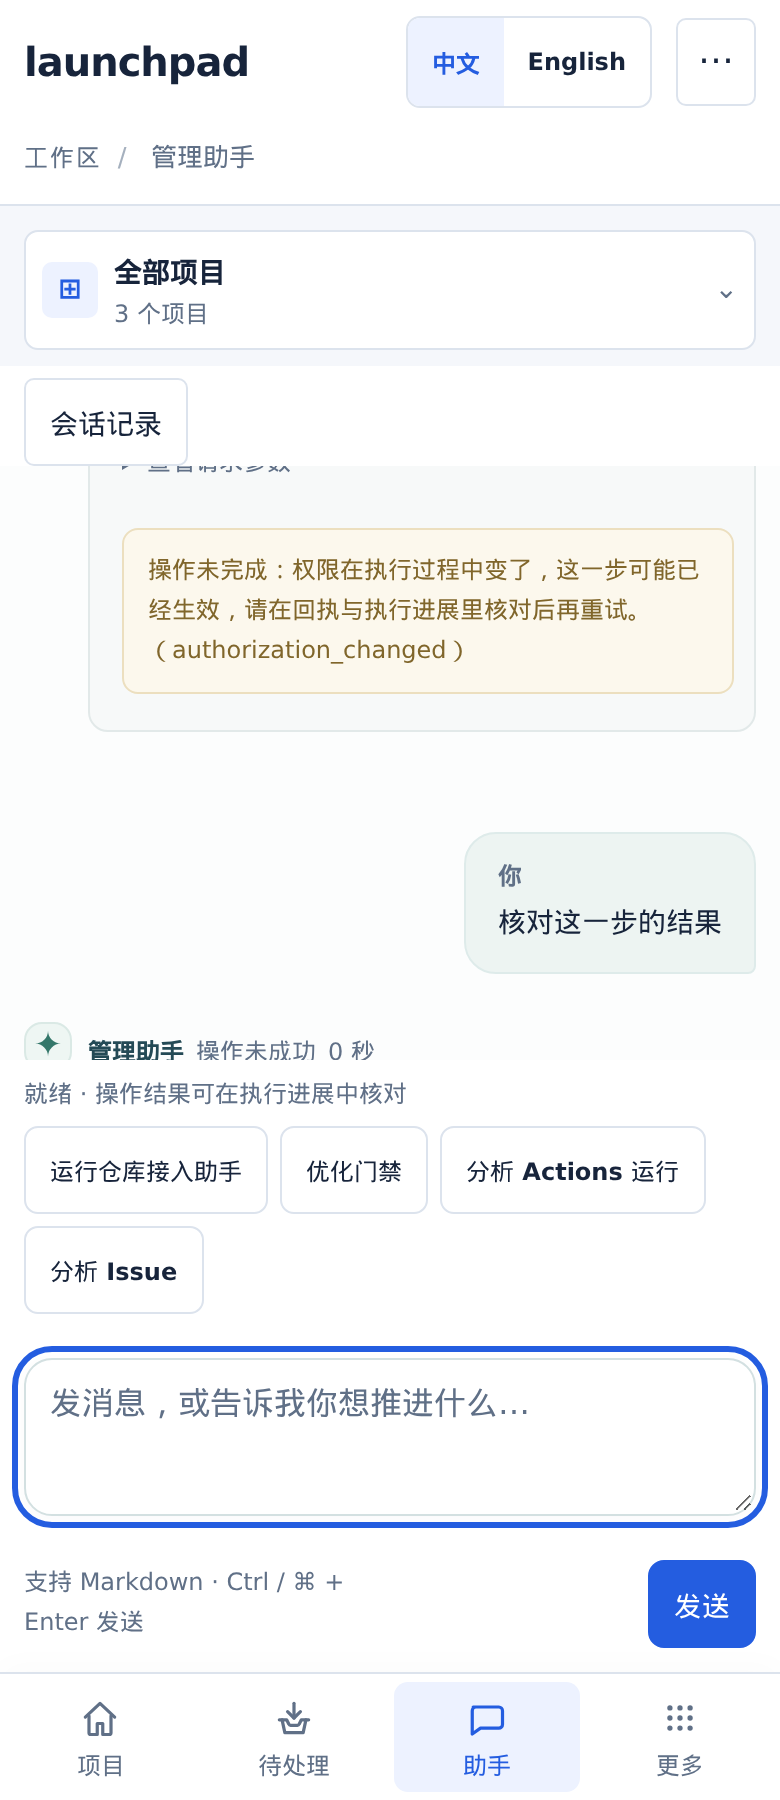 launchpad
中文 English ...
工作区 / 管理助手
全部项目
3 个项目
会话记录
查看请求参数
操作未完成：权限在执行过程中变了，这一步可能已
经生效，请在回执与执行进展里核对后再重试。
（authorization_changed）
你
核对这一步的结果
管理助手 操作未成功 0 秒
就绪 · 操作结果可在执行进展中核对
运行仓库接入助手 优化门禁 分析 Actions 运行
分析 Issue
发消息，或告诉我你想推进什么...
支持 Markdown · Ctrl / ⌘ +
Enter 发送
发送
项目 待处理 助手 更多